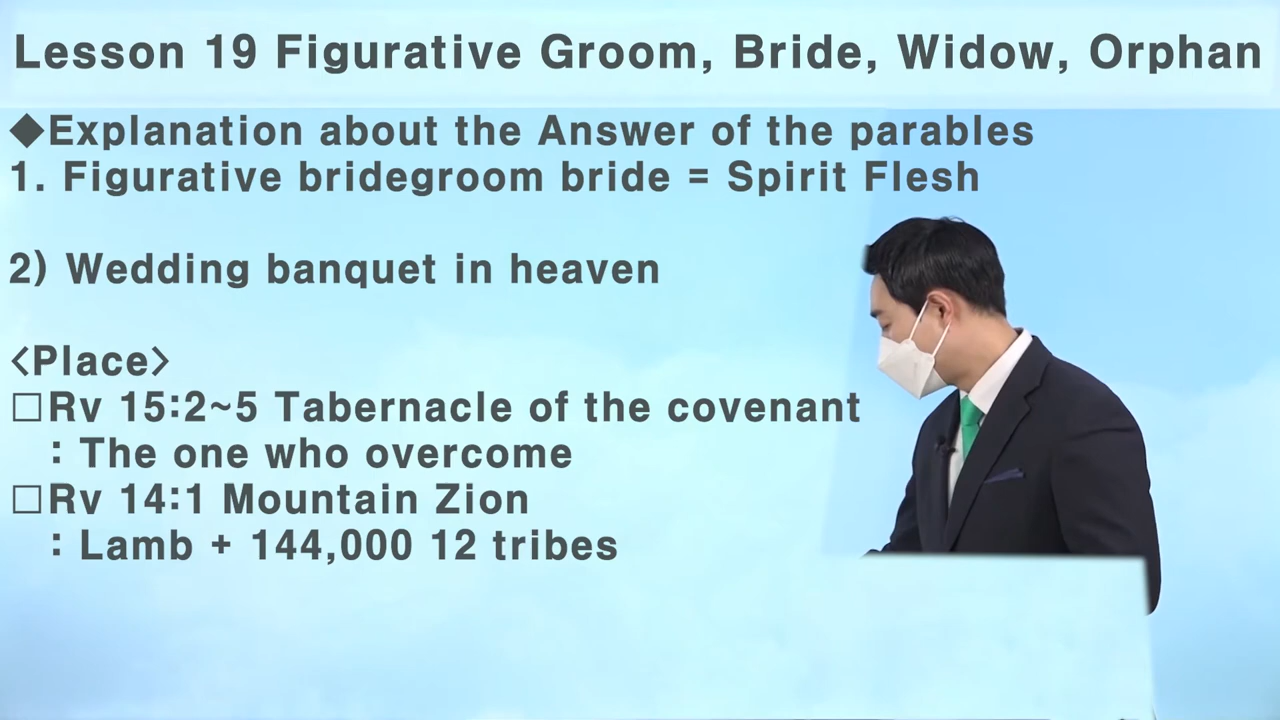 Lesson 19 Figurative Groom, Bride, Widow, Orphan
◆Explanation about the Answer of the parables
1. Figurative bridegroom bride = Spirit Flesh
2) Wedding banquet in heaven
<Place>
□Rv 15:2~5 Tabernacle of the covenant
: The one who overcome
□Rv 14:1 Mountain Zion
: Lamb + 144,000 12 tribes